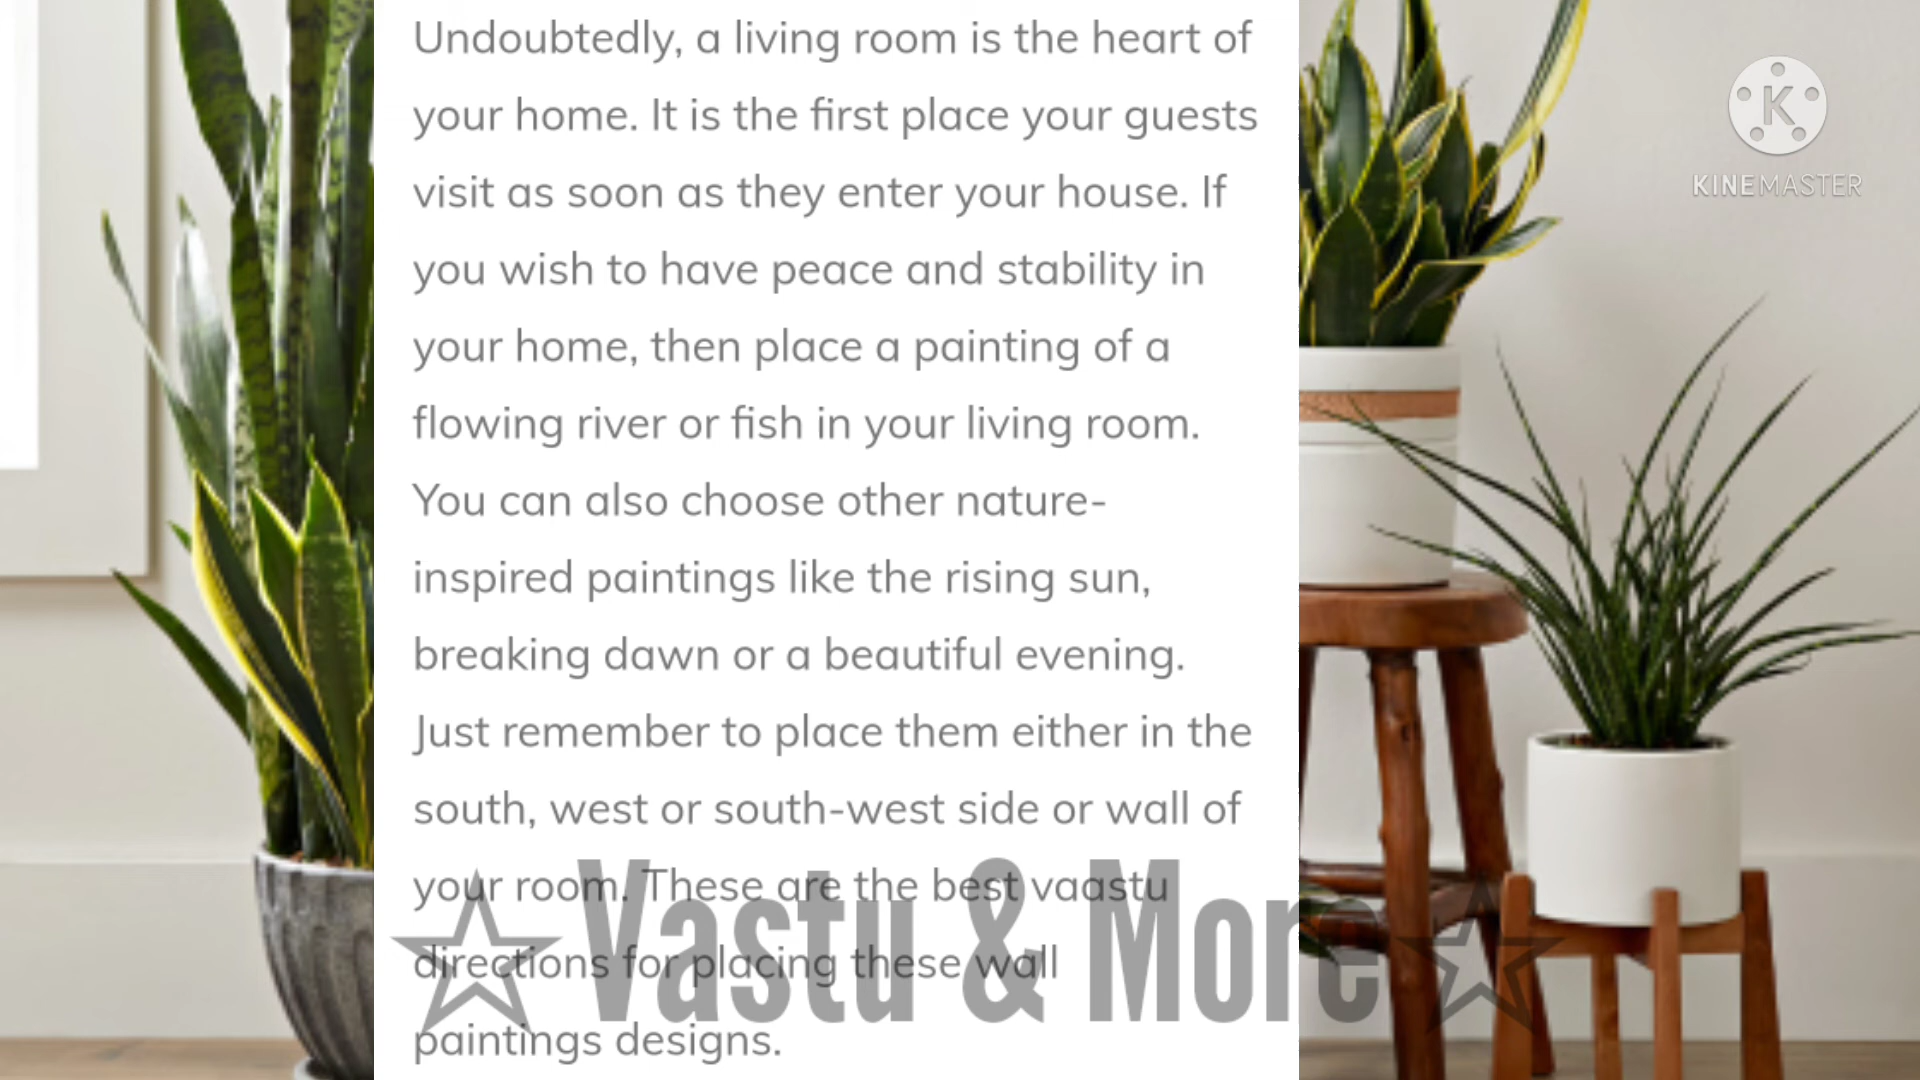 Undoubtedly, a living room is the heart of
your home. It is the first place your guests
visit as soon as they enter your house. If
you wish to have peace and stability in
your home, then place a painting of a
flowing river or fish in your living room.
You can also choose other nature-
inspired paintings like the rising sun,
breaking dawn or a beautiful evening.
Just remember to place them either in the
south, west or south-west side or wall of
your room. These are the best vaastu
directions for placing these wall
paintings designs.
☆ Vastu & More ☆
K
KINEMASTER